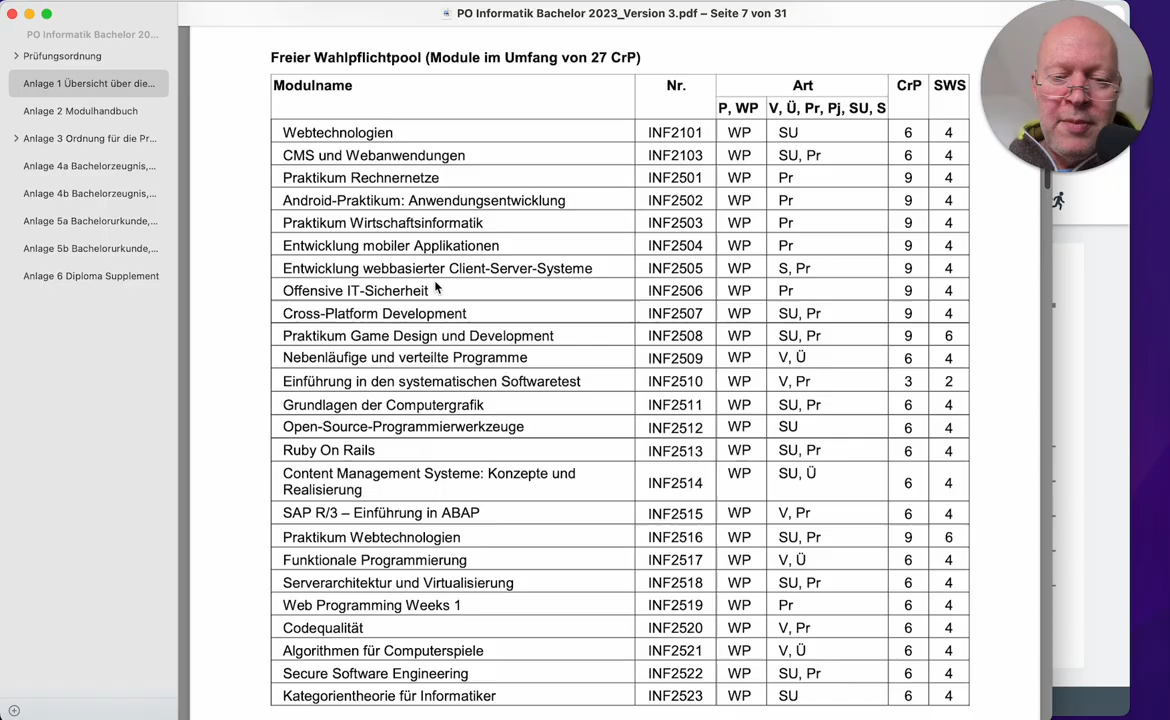 PO Informatik Bachelor 2023_Version 3.pdf – Seite 7 von 31
PO Informatik Bachelor 20...
Prüfungsordnung
Anlage 1 Übersicht über die...
Anlage 2 Modulhandbuch
Anlage 3 Ordnung für die Pr...
Anlage 4a Bachelorzeugnis,...
Anlage 4b Bachelorzeugnis,...
Anlage 5a Bachelorurkunde,...
Anlage 5b Bachelorurkunde,...
Anlage 6 Diploma Supplement
Freier Wahlpflichtpool (Module im Umfang von 27 CrP)
Modulname Nr. Art CrP SWS
P, WP V, Ü, Pr, Pj, SU, S
Webtechnologien INF2101 WP SU 6 4
CMS und Webanwendungen INF2103 WP SU, Pr 6 4
Praktikum Rechnernetze INF2501 WP Pr 9 4
Android-Praktikum: Anwendungsentwicklung INF2502 WP Pr 9 4
Praktikum Wirtschaftsinformatik INF2503 WP Pr 9 4
Entwicklung mobiler Applikationen INF2504 WP Pr 9 4
Entwicklung webbasierter Client-Server-Systeme INF2505 WP S, Pr 9 4
Offensive IT-Sicherheit INF2506 WP Pr 9 4
Cross-Platform Development INF2507 WP SU, Pr 9 4
Praktikum Game Design und Development INF2508 WP SU, Pr 9 6
Nebenläufige und verteilte Programme INF2509 WP V, Ü 6 4
Einführung in den systematischen Softwaretest INF2510 WP V, Pr 3 2
Grundlagen der Computergrafik INF2511 WP SU, Pr 6 4
Open-Source-Programmierwerkzeuge INF2512 WP SU 6 4
Ruby On Rails INF2513 WP SU, Pr 6 4
Content Management Systeme: Konzepte und
Realisierung INF2514 WP SU, Ü 6 4
SAP R/3 – Einführung in ABAP INF2515 WP V, Pr 6 4
Praktikum Webtechnologien INF2516 WP SU, Pr 9 6
Funktionale Programmierung INF2517 WP V, Ü 6 4
Serverarchitektur und Virtualisierung INF2518 WP SU, Pr 6 4
Web Programming Weeks 1 INF2519 WP Pr 6 4
Codequalität INF2520 WP V, Pr 6 4
Algorithmen für Computerspiele INF2521 WP V, Ü 6 4
Secure Software Engineering INF2522 WP SU, Pr 6 4
Kategorientheorie für Informatiker INF2523 WP SU 6 4